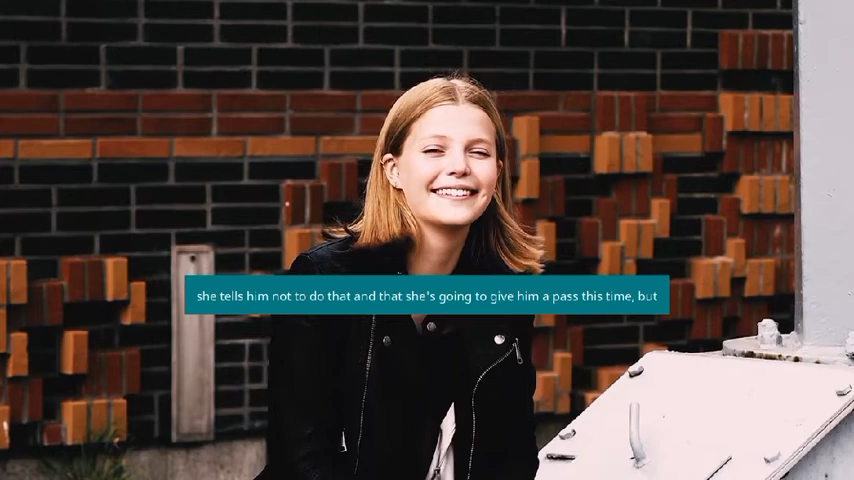 she tells him not to do that and that she's going to give him a pass this time, but